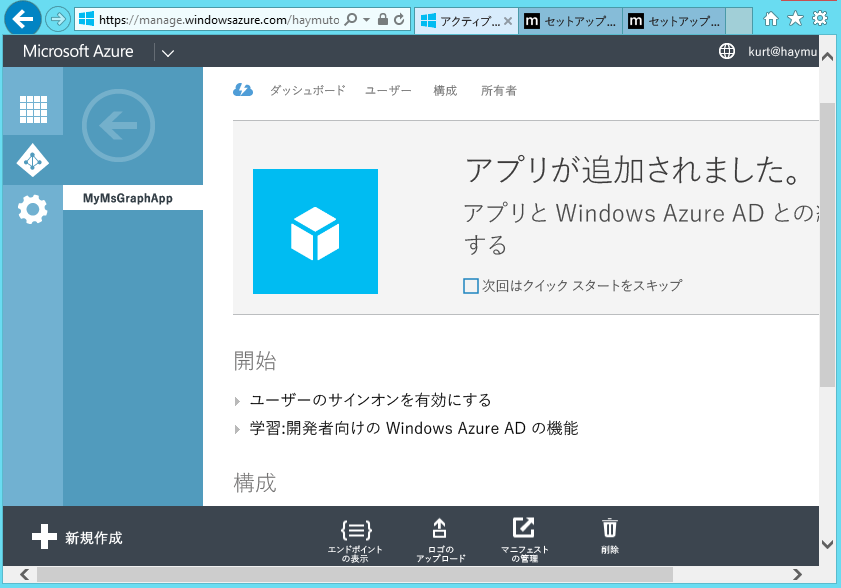 https://manage.windowsazure.com/haymuto
アクティブ...
セットアップ...
セットアップ...
Microsoft Azure
kurt@haymu
ダッシュボード ユーザー 構成 所有者
MyMsGraphApp
アプリが追加されました。
アプリと Windows Azure AD との
する
次回はクイック スタートをスキップ
開始
ユーザーのサインオンを有効にする
学習:開発者向けの Windows Azure AD の機能
構成
新規作成
エンドポイント
の表示
ロゴの
アップロード
マニフェスト
の管理
削除